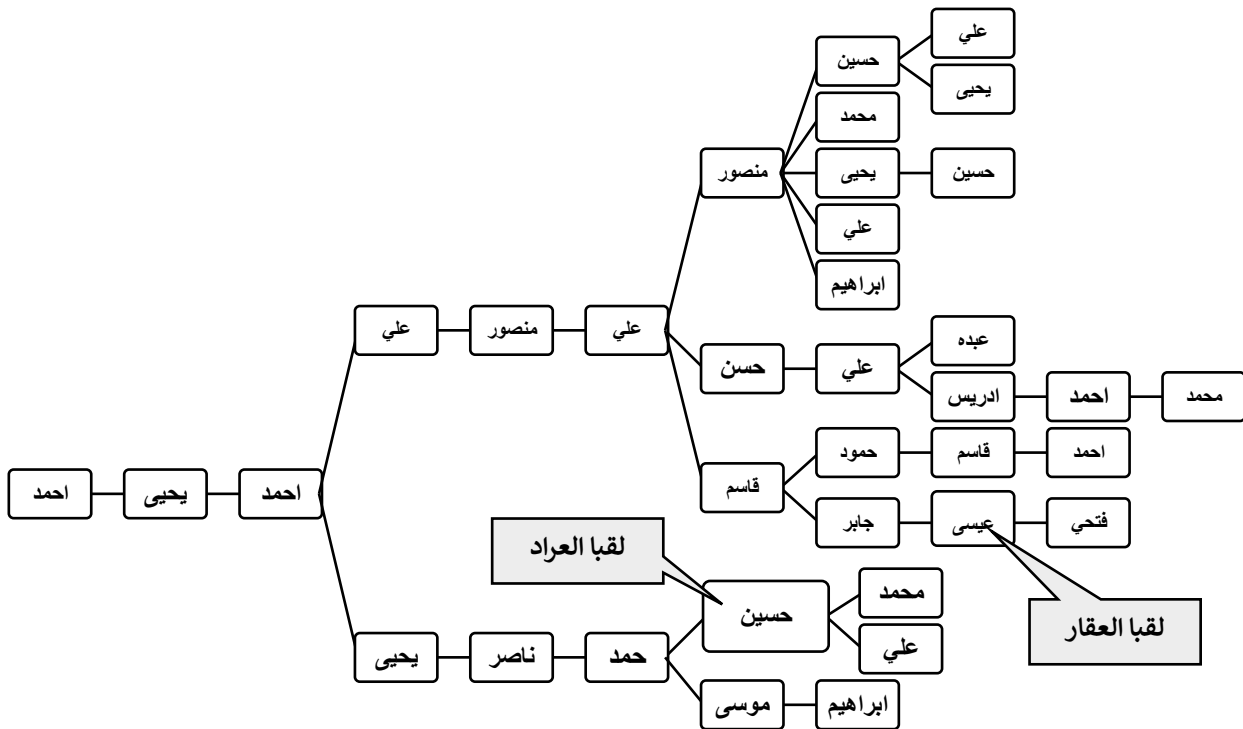 احمد
يحيى
احمد
علي
منصور
علي
منصور
حسين
علي
يحيى
محمد
يحيى
حسين
علي
ابراهيم
حسن
علي
عبده
ادريس
احمد
محمد
قاسم
حمود
قاسم
احمد
جابر
عيسى
فتحي
لقبا العقار
يحيى
ناصر
حمد
حسين
لقبا العراد
محمد
علي
موسى
ابراهيم